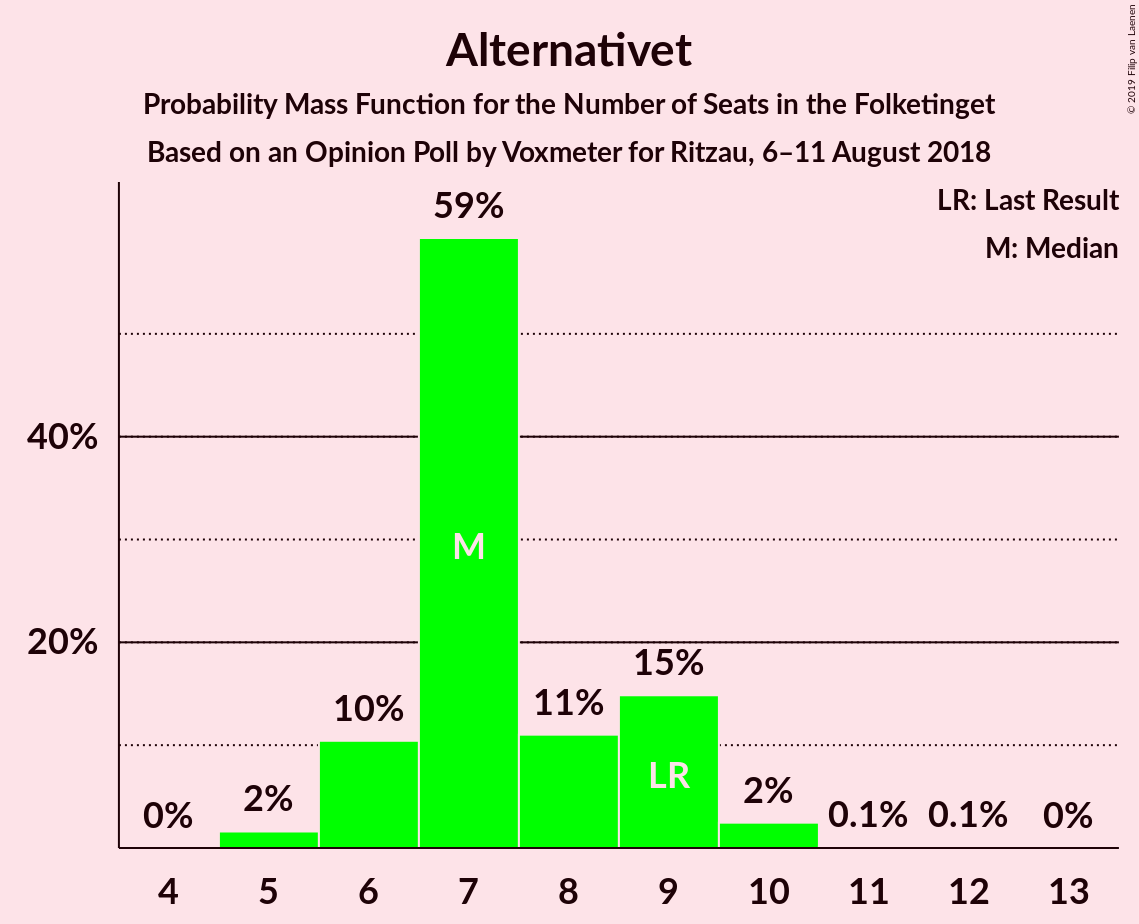 Alternativet
Probability Mass Function for the Number of Seats in the Folketinget
Based on an Opinion Poll by Voxmeter for Ritzau, 6–11 August 2018
© 2019 Filip van Laenen
LR: Last Result
M: Median
59%
40%
M
20%
15%
10%
11%
LR
2%
2%
0%
0.1%
0.1%
0%
4 5 6 7 8 9 10 11 12 13